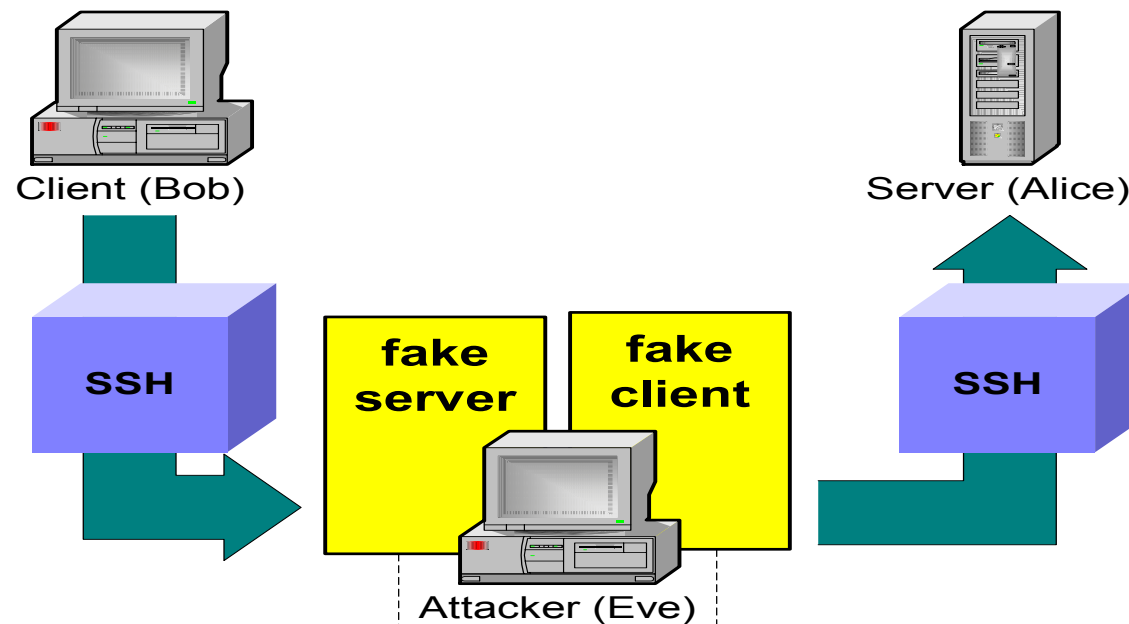 Client (Bob)
Server (Alice)
SSH
fake
server
fake
client
SSH
Attacker (Eve)